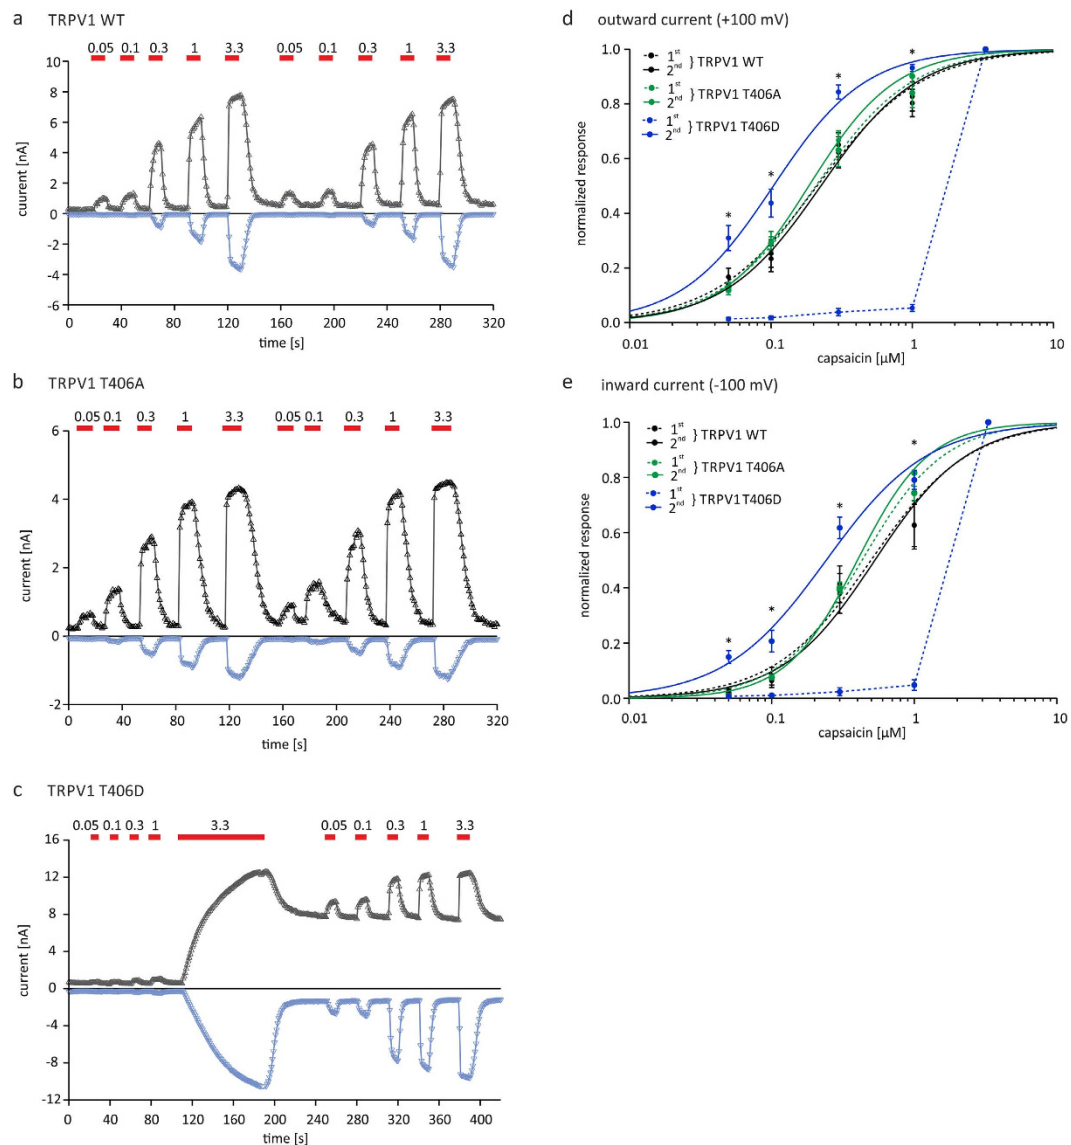 a TRPV1 WT
0.05 0.1 0.3 1 3.3 0.05 0.1 0.3 1 3.3
cuurent [nA]
10
8
6
4
2
0
-2
-4
-6
0 40 80 120 160 200 240 280 320
time [s]
b TRPV1 T406A
0.05 0.1 0.3 1 3.3 0.05 0.1 0.3 1 3.3
current [nA]
6
4
2
0
-2
0 40 80 120 160 200 240 280 320
time [s]
c TRPV1 T406D
0.05 0.1 0.3 1 3.3 0.05 0.1 0.3 1 3.3
current [nA]
16
12
8
4
0
-4
-8
-12
0 40 80 120 160 200 240 280 320 360 400
time [s]
d outward current (+100 mV)
1st
2nd } TRPV1 WT
1st
2nd } TRPV1 T406A
1st
2nd } TRPV1 T406D
* * * *
normalized response
1.0
0.8
0.6
0.4
0.2
0.0
0.01 0.1 1 10
capsaicin [µM]
e inward current (-100 mV)
1st
2nd } TRPV1 WT
1st
2nd } TRPV1 T406A
1st
2nd } TRPV1T406D
* * * *
normalized response
1.0
0.8
0.6
0.4
0.2
0.0
0.01 0.1 1 10
capsaicin [µM]